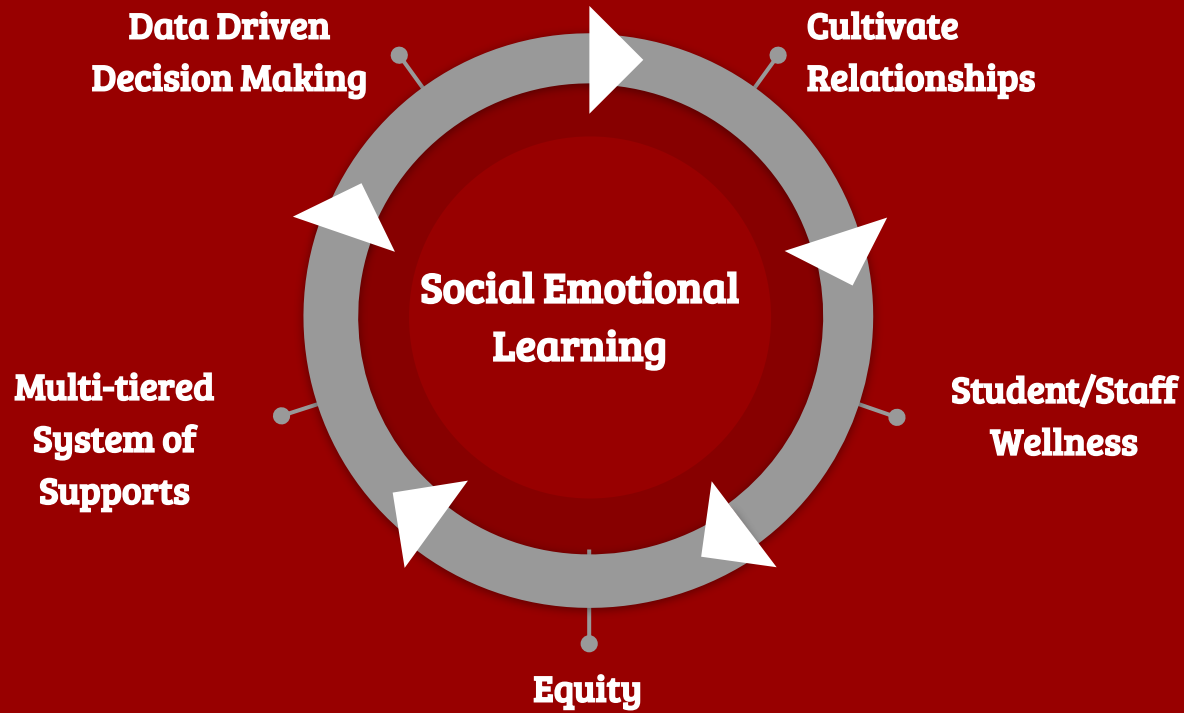 Data Driven
Decision Making
Cultivate
Relationships
Social Emotional
Learning
Multi-tiered
System of
Supports
Student/Staff
Wellness
Equity